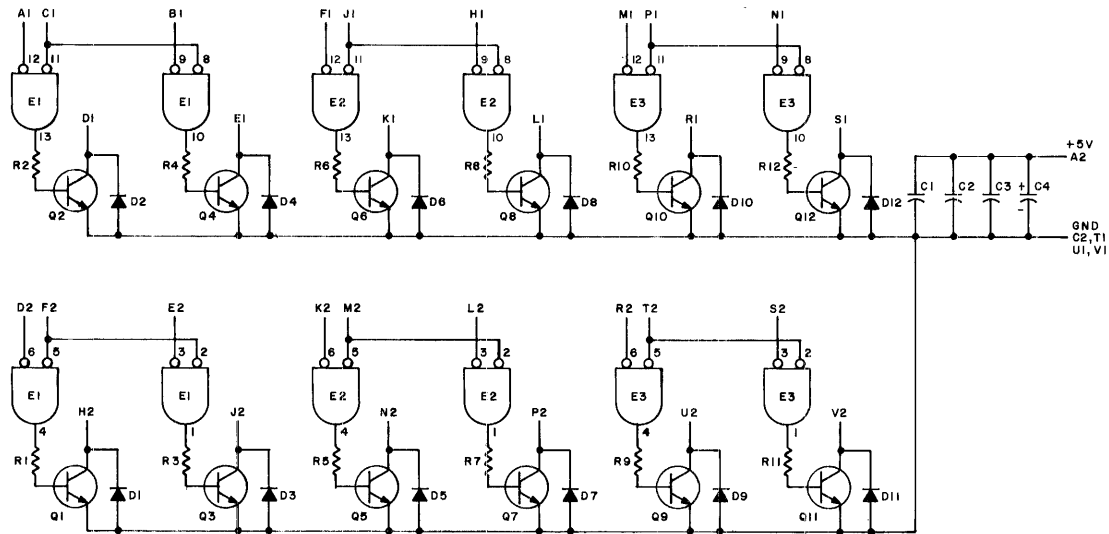 A1 C1 B1 F1 J1 H1 M1 P1 N1
12 11 9 8 12 11 9 8 12 11 9 8
E1 E1 E2 E2 E3 E3
13 D1 10 E1 13 K1 10 L1 13 R1 10 S1
R2 R4 R6 R8 R10 R12
+5V
A2
D2 D4 D6 D8 D10 D12 C1 C2 C3 + C4 -
Q2 Q4 Q6 Q8 Q10 Q12
GND
C2,T1
U1,V1
D2 F2 E2 K2 M2 L2 R2 T2 S2
6 5 3 2 6 5 3 2 6 5 3 2
E1 E1 E2 E2 E3 E3
4 H2 1 J2 4 N2 1 P2 4 U2 1 V2
R1 R3 R5 R7 R9 R11
D1 D3 D5 D7 D9 D11
Q1 Q3 Q5 Q7 Q9 Q11